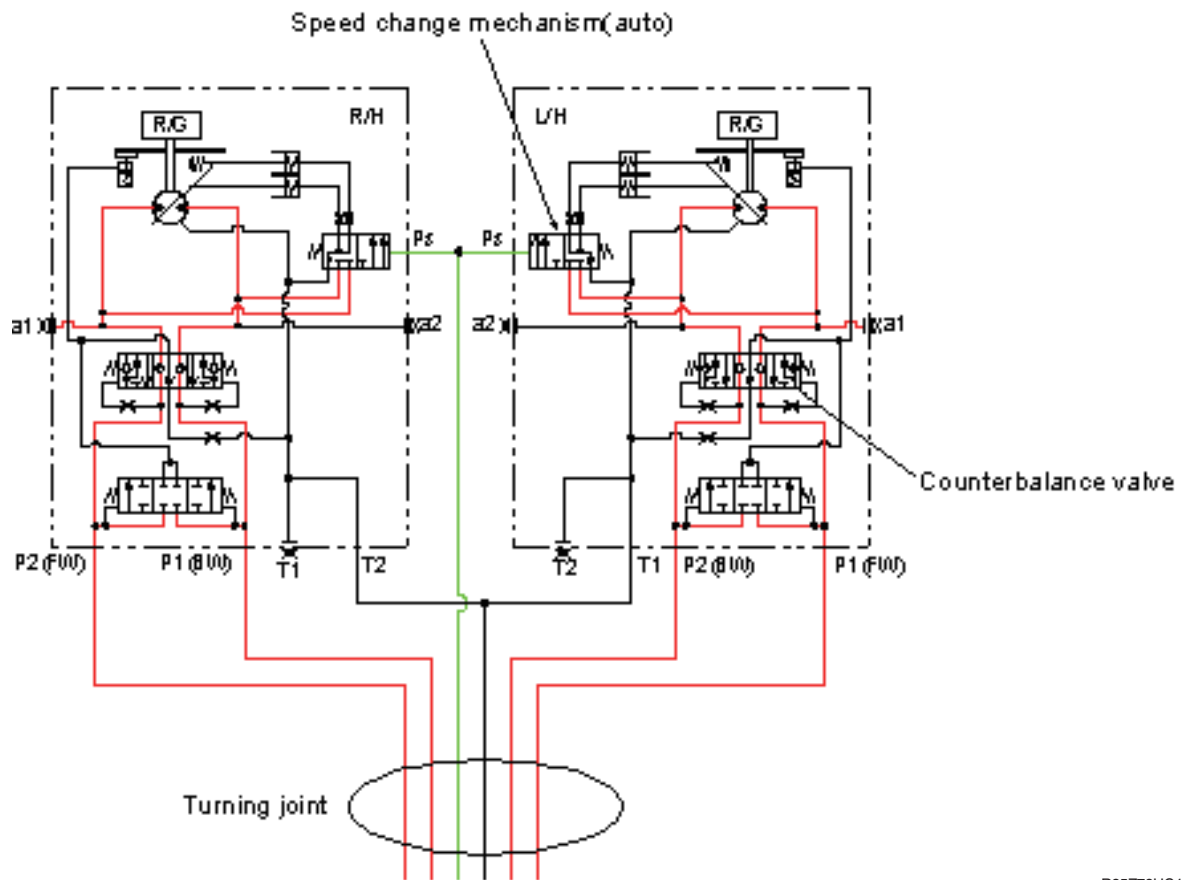 Speed change mechanism(auto)
R/H
L/H
R/G
R/G
Ps
Ps
a1
a2
a2
a1
Counterbalance valve
P2(FW)
P1(BW)
T1
T2
T2
T1
P2(BW)
P1(FW)
Turning joint